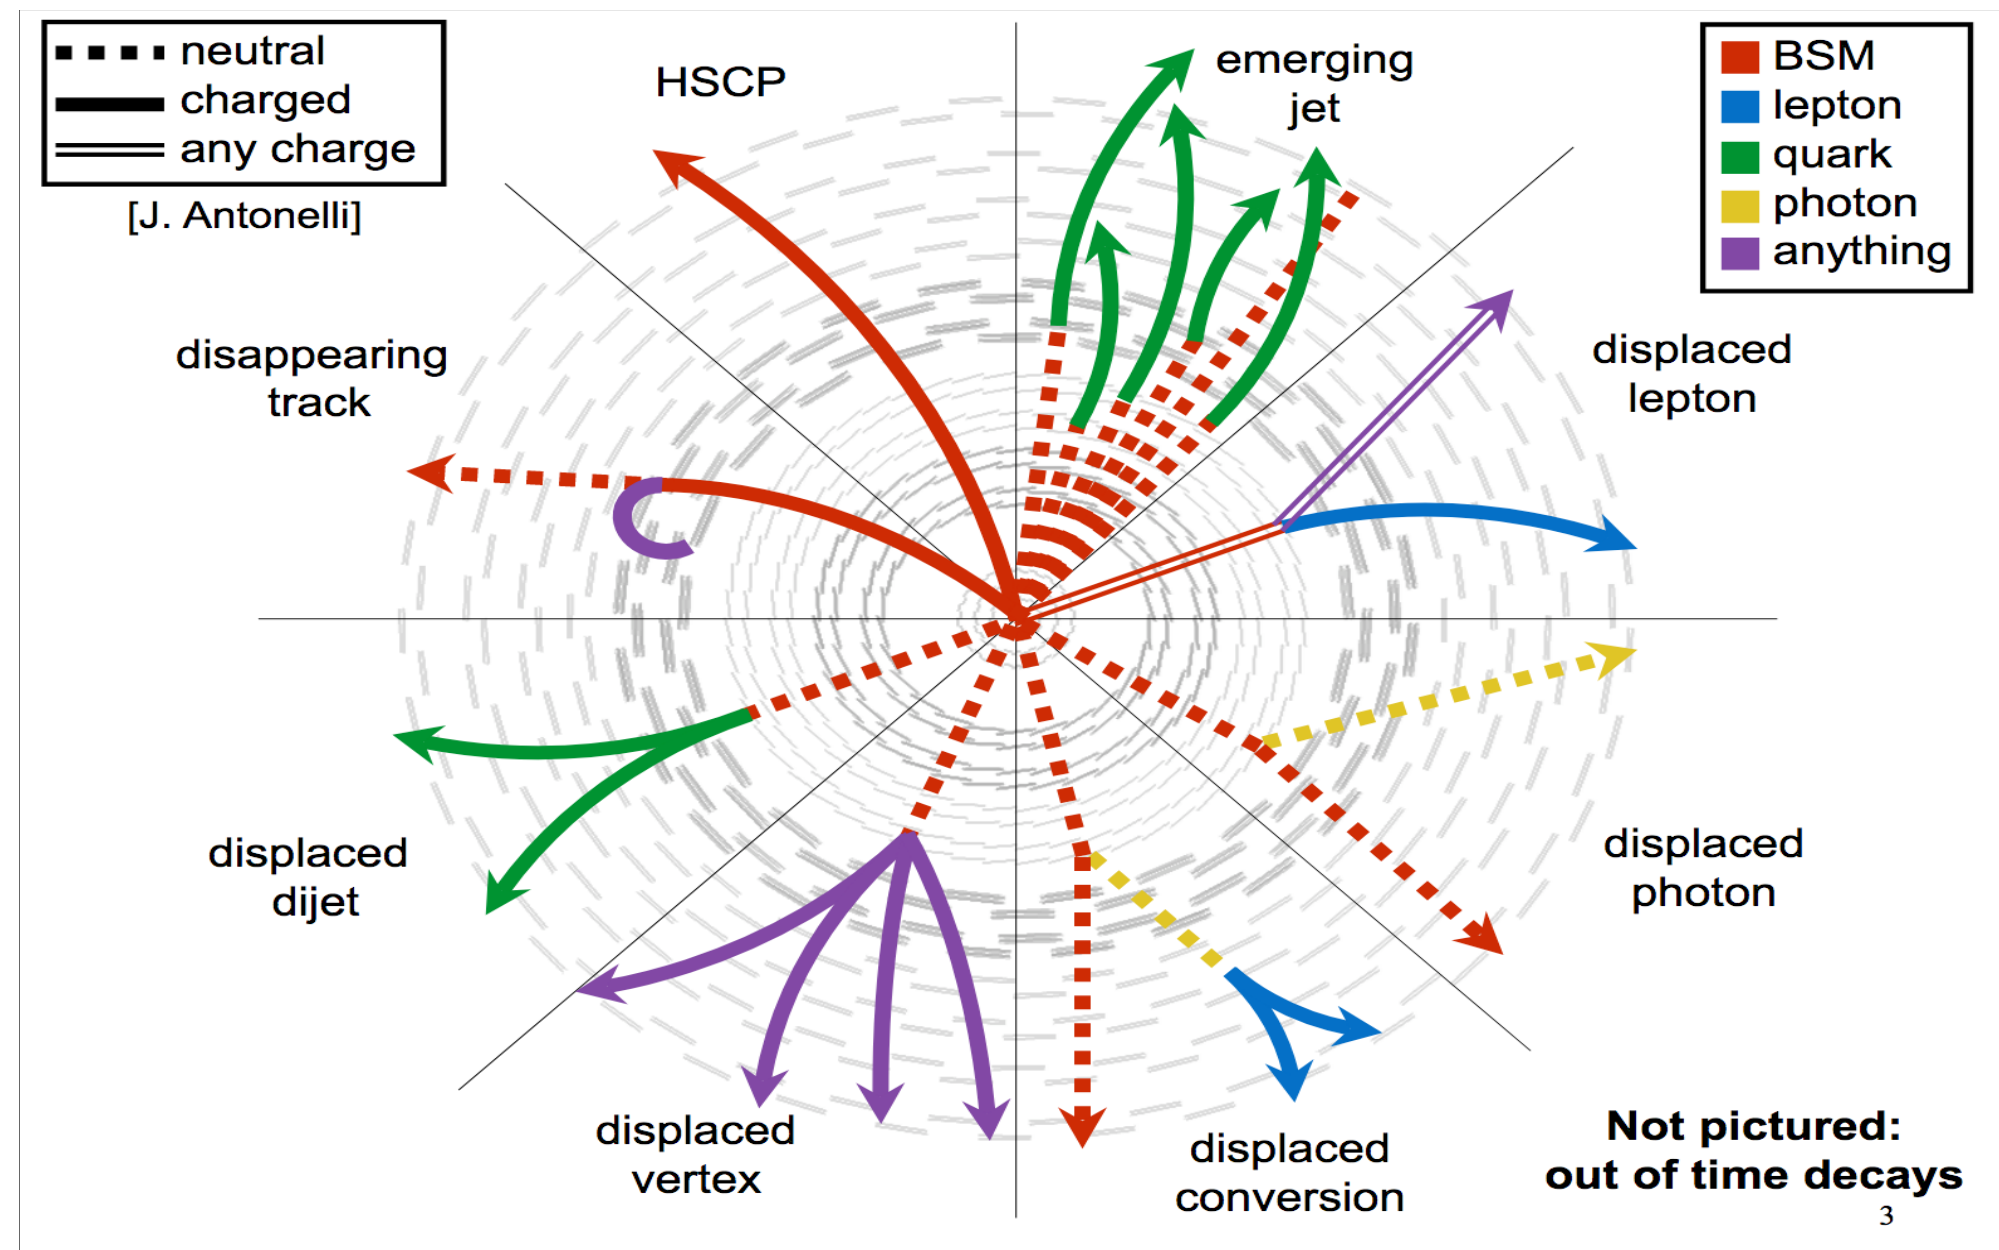 neutral
charged
any charge
[J. Antonelli]
HSCP
emerging
jet
BSM
lepton
quark
photon
anything
disappearing
track
displaced
lepton
displaced
dijet
displaced
photon
displaced
vertex
displaced
conversion
Not pictured:
out of time decays
3